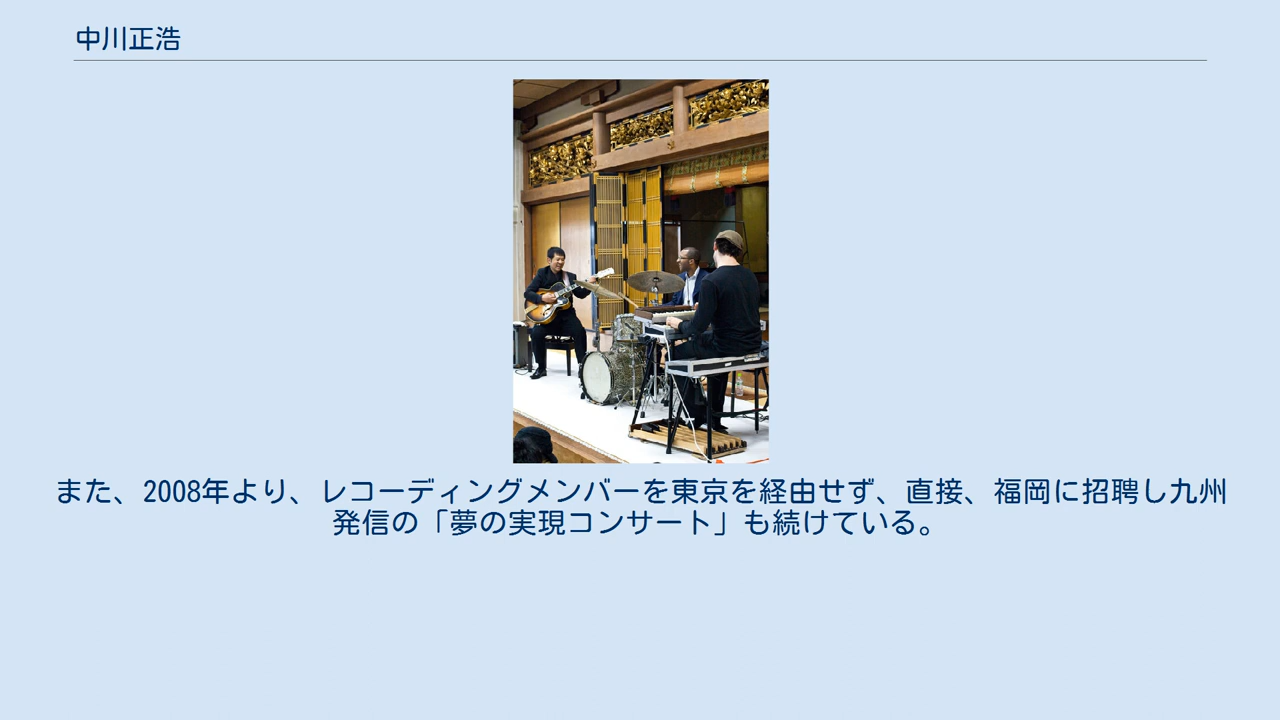 中川正浩
また、2008年より、レコーディングメンバーを東京を経由せず、直接、福岡に招聘し九州
発信の「夢の実現コンサート」も続けている。